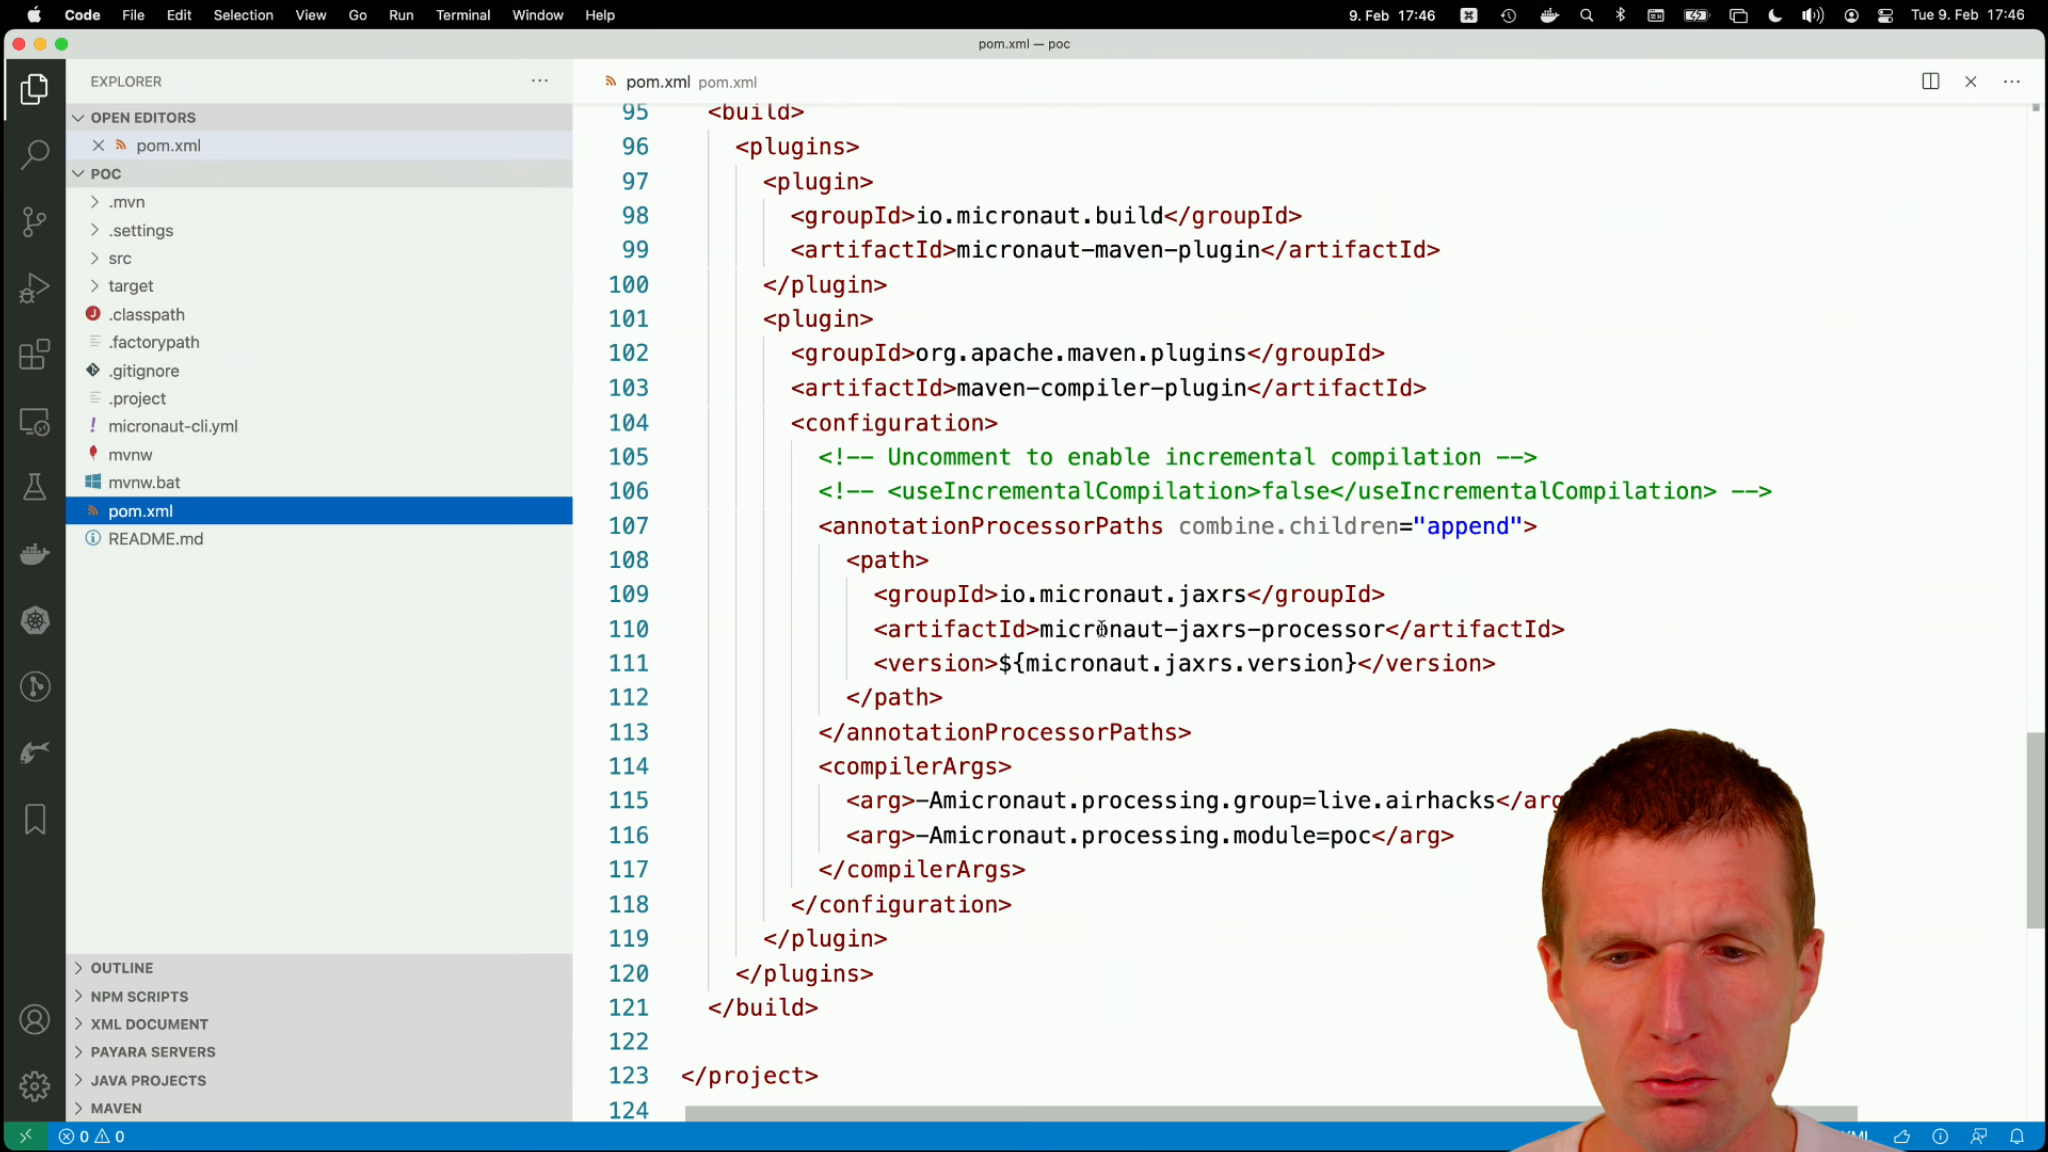 Code File Edit Selection View Go Run Terminal Window Help 9. Feb 17:46 Tue 9. Feb 17:46
pom.xml — poc
EXPLORER
OPEN EDITORS
pom.xml
POC
.mvn
.settings
src
target
.classpath
.factorypath
.gitignore
.project
micronaut-cli.yml
mvnw
mvnw.bat
pom.xml
README.md
OUTLINE
NPM SCRIPTS
XML DOCUMENT
PAYARA SERVERS
JAVA PROJECTS
MAVEN
pom.xml pom.xml
95 <build>
96 <plugins>
97 <plugin>
98 <groupId>io.micronaut.build</groupId>
99 <artifactId>micronaut-maven-plugin</artifactId>
100 </plugin>
101 <plugin>
102 <groupId>org.apache.maven.plugins</groupId>
103 <artifactId>maven-compiler-plugin</artifactId>
104 <configuration>
105 <!-- Uncomment to enable incremental compilation -->
106 <!-- <useIncrementalCompilation>false</useIncrementalCompilation> -->
107 <annotationProcessorPaths combine.children="append">
108 <path>
109 <groupId>io.micronaut.jaxrs</groupId>
110 <artifactId>micronaut-jaxrs-processor</artifactId>
111 <version>${micronaut.jaxrs.version}</version>
112 </path>
113 </annotationProcessorPaths>
114 <compilerArgs>
115 <arg>-Amicronaut.processing.group=live.airhacks</arg
116 <arg>-Amicronaut.processing.module=poc</arg>
117 </compilerArgs>
118 </configuration>
119 </plugin>
120 </plugins>
121 </build>
122
123 </project>
124
0 0